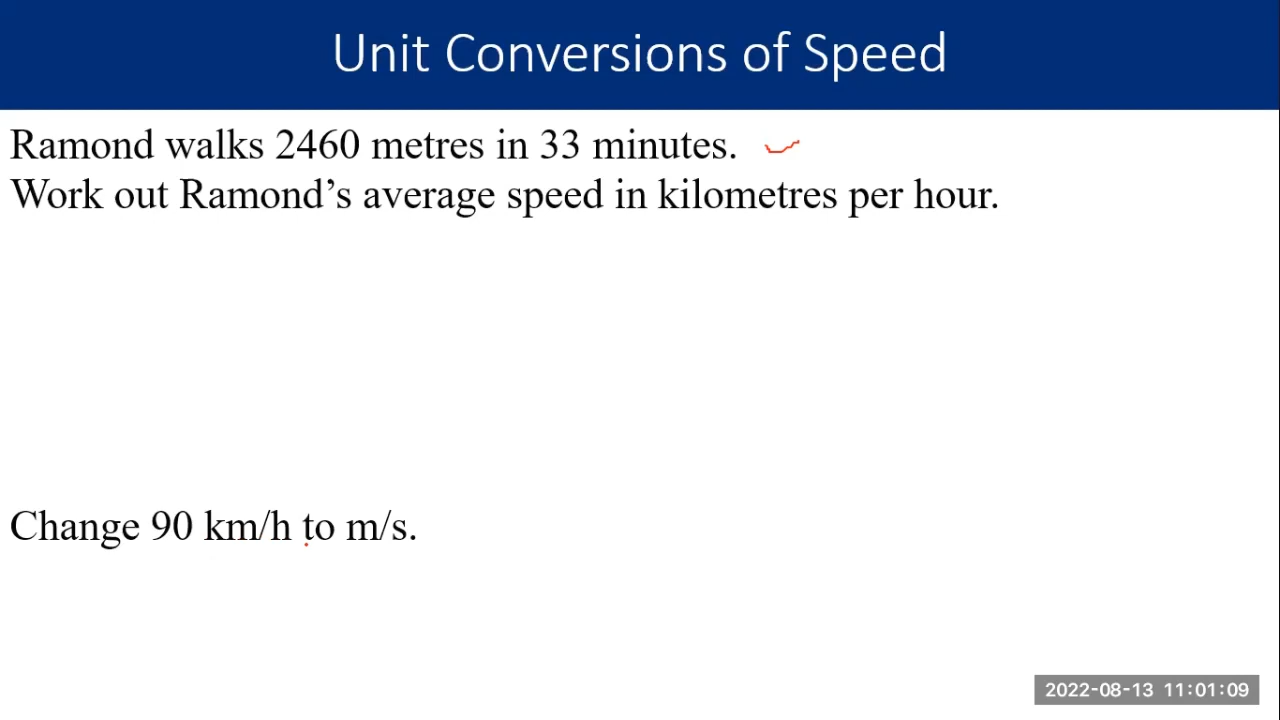 Unit Conversions of Speed
Ramond walks 2460 metres in 33 minutes.
Work out Ramond’s average speed in kilometres per hour.
Change 90 km/h to m/s.
2022-08-13 11:01:09